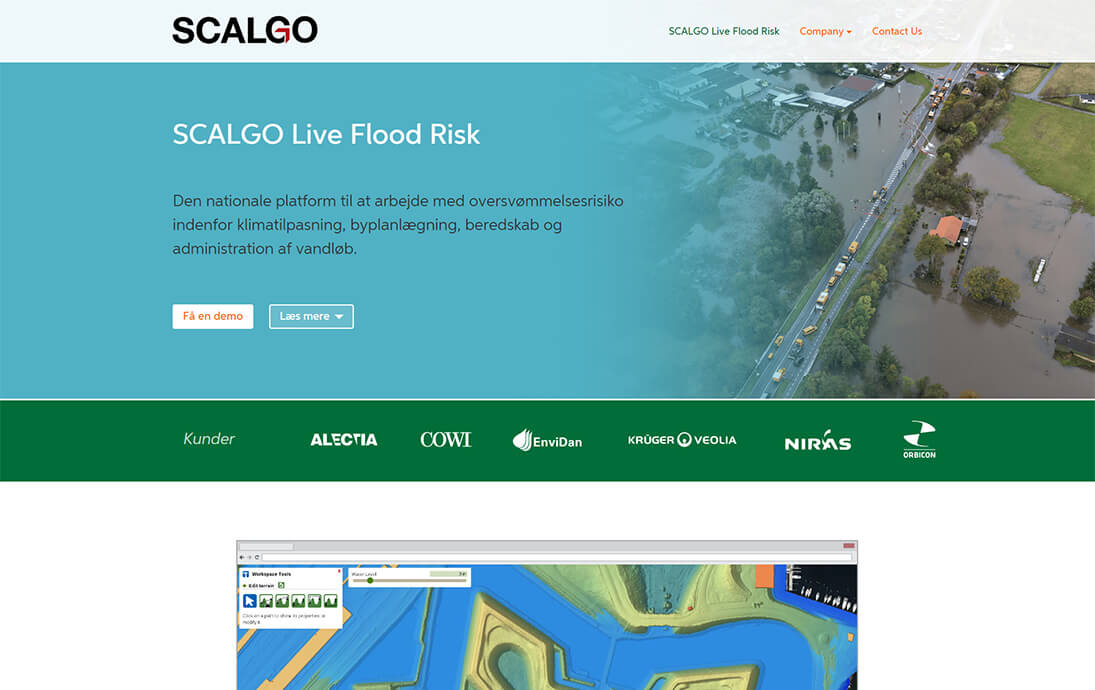 SCALGO
SCALGO Live Flood Risk
Company
Contact Us
SCALGO Live Flood Risk
Den nationale platform til at arbejde med oversvømmelsesrisiko
indenfor klimatilpasning, byplanlægning, beredskab og
administration af vandløb.
Få en demo
Læs mere
Kunder
ALECTIA
COWI
EnviDan
KRÜGER VEOLIA
NIRAS
ORBICON
Workspace Tools
Water Level
Edit terrain
Click on a path to show its properties or
modify it